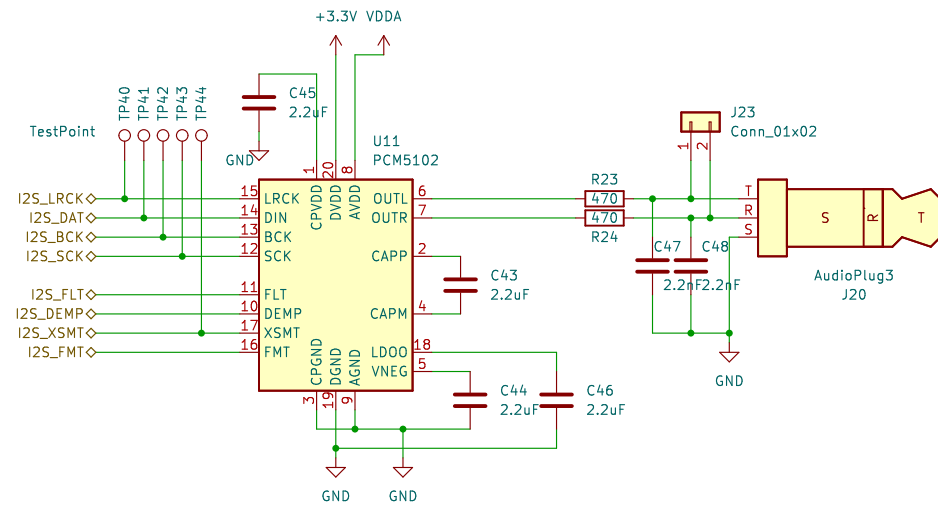 +3.3V VDDA
TP40
TP41
TP42
TP43
TP44
TestPoint
C45
2.2uF
GND
U11
PCM5102
J23
Conn_01x02
1
2
1
20
8
CPVDD
DVDD
AVDD
I2S_LRCK
15
LRCK
OUTL
6
R23
470
T
I2S_DAT
14
DIN
OUTR
7
470
R24
R
S
R
T
I2S_BCK
13
BCK
S
I2S_SCK
12
SCK
CAPP
2
C47
2.2nF
C48
2.2nF
C43
2.2uF
AudioPlug3
J20
I2S_FLT
11
FLT
I2S_DEMP
10
DEMP
CAPM
4
I2S_XSMT
17
XSMT
I2S_FMT
16
FMT
LDOO
18
VNEG
5
GND
CPGND
DGND
AGND
3
19
9
C44
2.2uF
C46
2.2uF
GND
GND